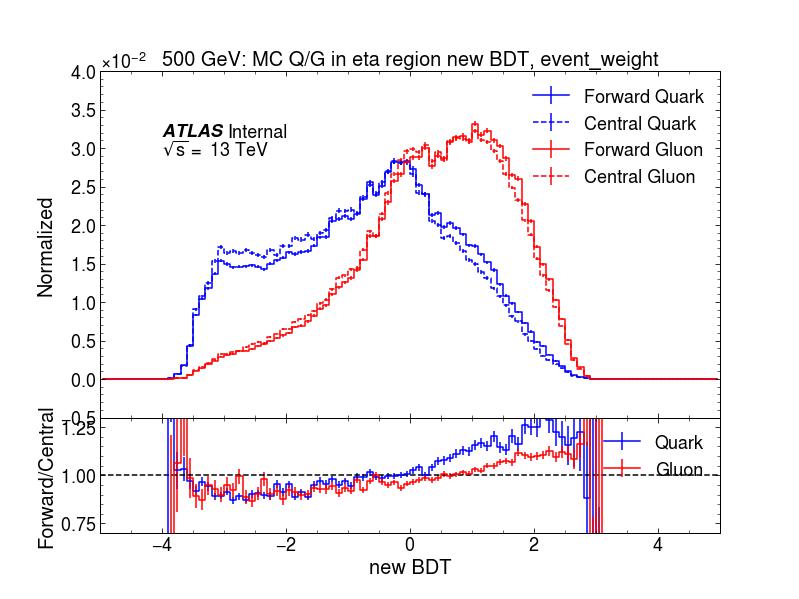 ×10⁻² 500 GeV: MC Q/G in eta region new BDT, event_weight
4.0
3.5
3.0
2.5
2.0
1.5
1.0
0.5
0.0
0.5
Normalized
ATLAS Internal
√s = 13 TeV
Forward Quark
Central Quark
Forward Gluon
Central Gluon
1.25
1.00
0.75
Forward/Central
Quark
Gluon
−4 −2 0 2 4
new BDT